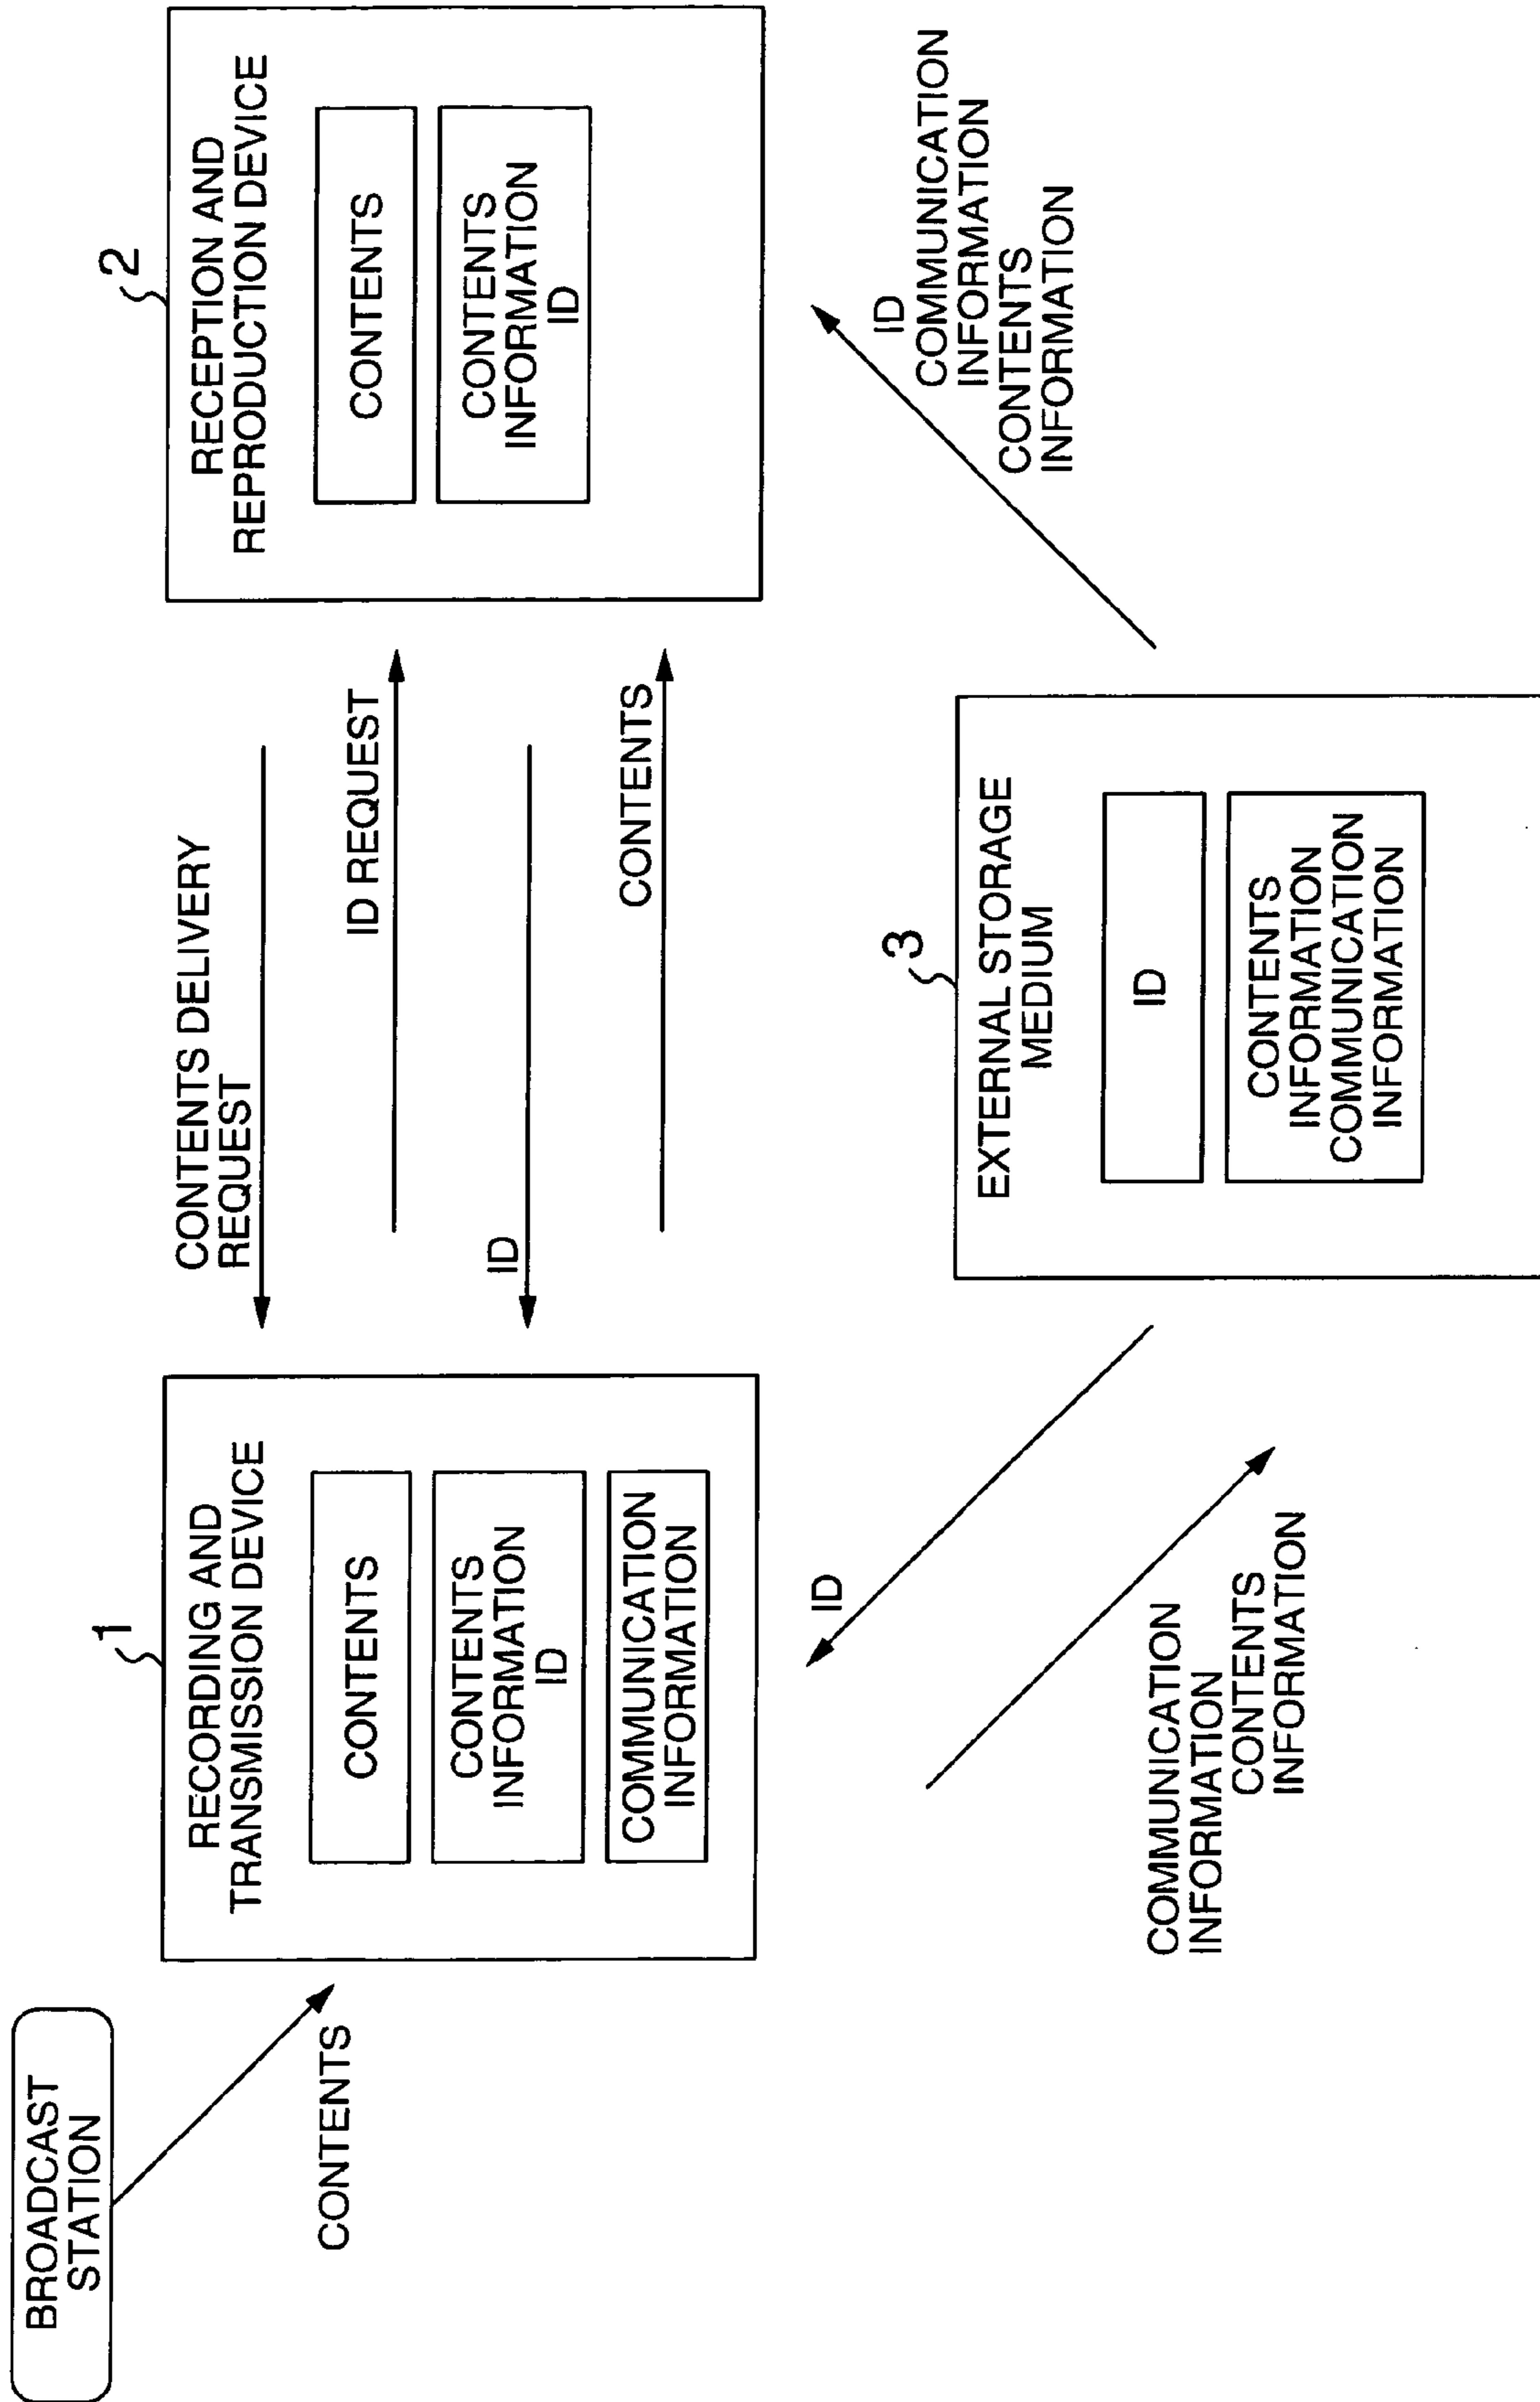 BROADCAST
STATION
CONTENTS
1
RECORDING AND
TRANSMISSION DEVICE
CONTENTS
CONTENTS
INFORMATION
ID
COMMUNICATION
INFORMATION
CONTENTS DELIVERY
REQUEST
ID REQUEST
ID
CONTENTS
2
RECEPTION AND
REPRODUCTION DEVICE
CONTENTS
CONTENTS
INFORMATION
ID
ID
COMMUNICATION
INFORMATION
CONTENTS
INFORMATION
3
EXTERNAL STORAGE
MEDIUM
ID
CONTENTS
INFORMATION
COMMUNICATION
INFORMATION
ID
COMMUNICATION
INFORMATION
CONTENTS
INFORMATION